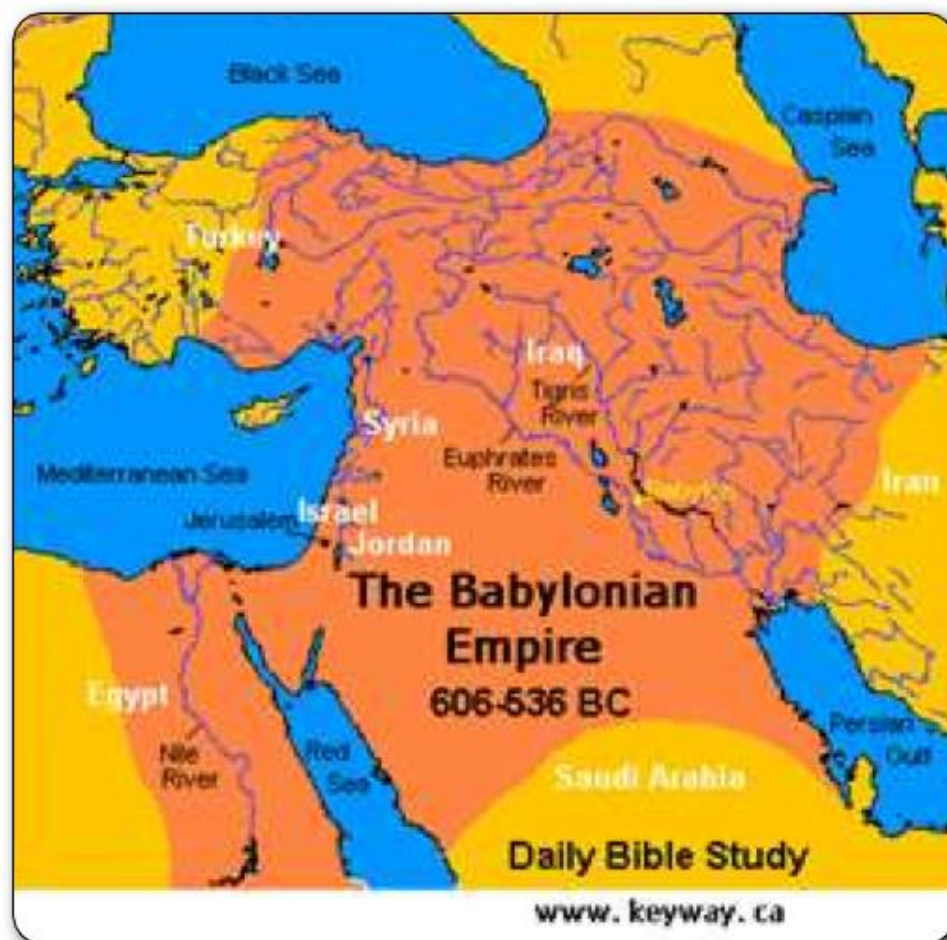 Black Sea
Caspian
Sea
Turkey
Iraq
Tigris
River
Syria
Euphrates
River
Mediterranean Sea
Iran
Jerusalem
Israel
Jordan
The Babylonian
Empire
606-536 BC
Egypt
Nile
River
Red
Sea
Persian
Gulf
Saudi Arabia
Daily Bible Study
www.keyway.ca